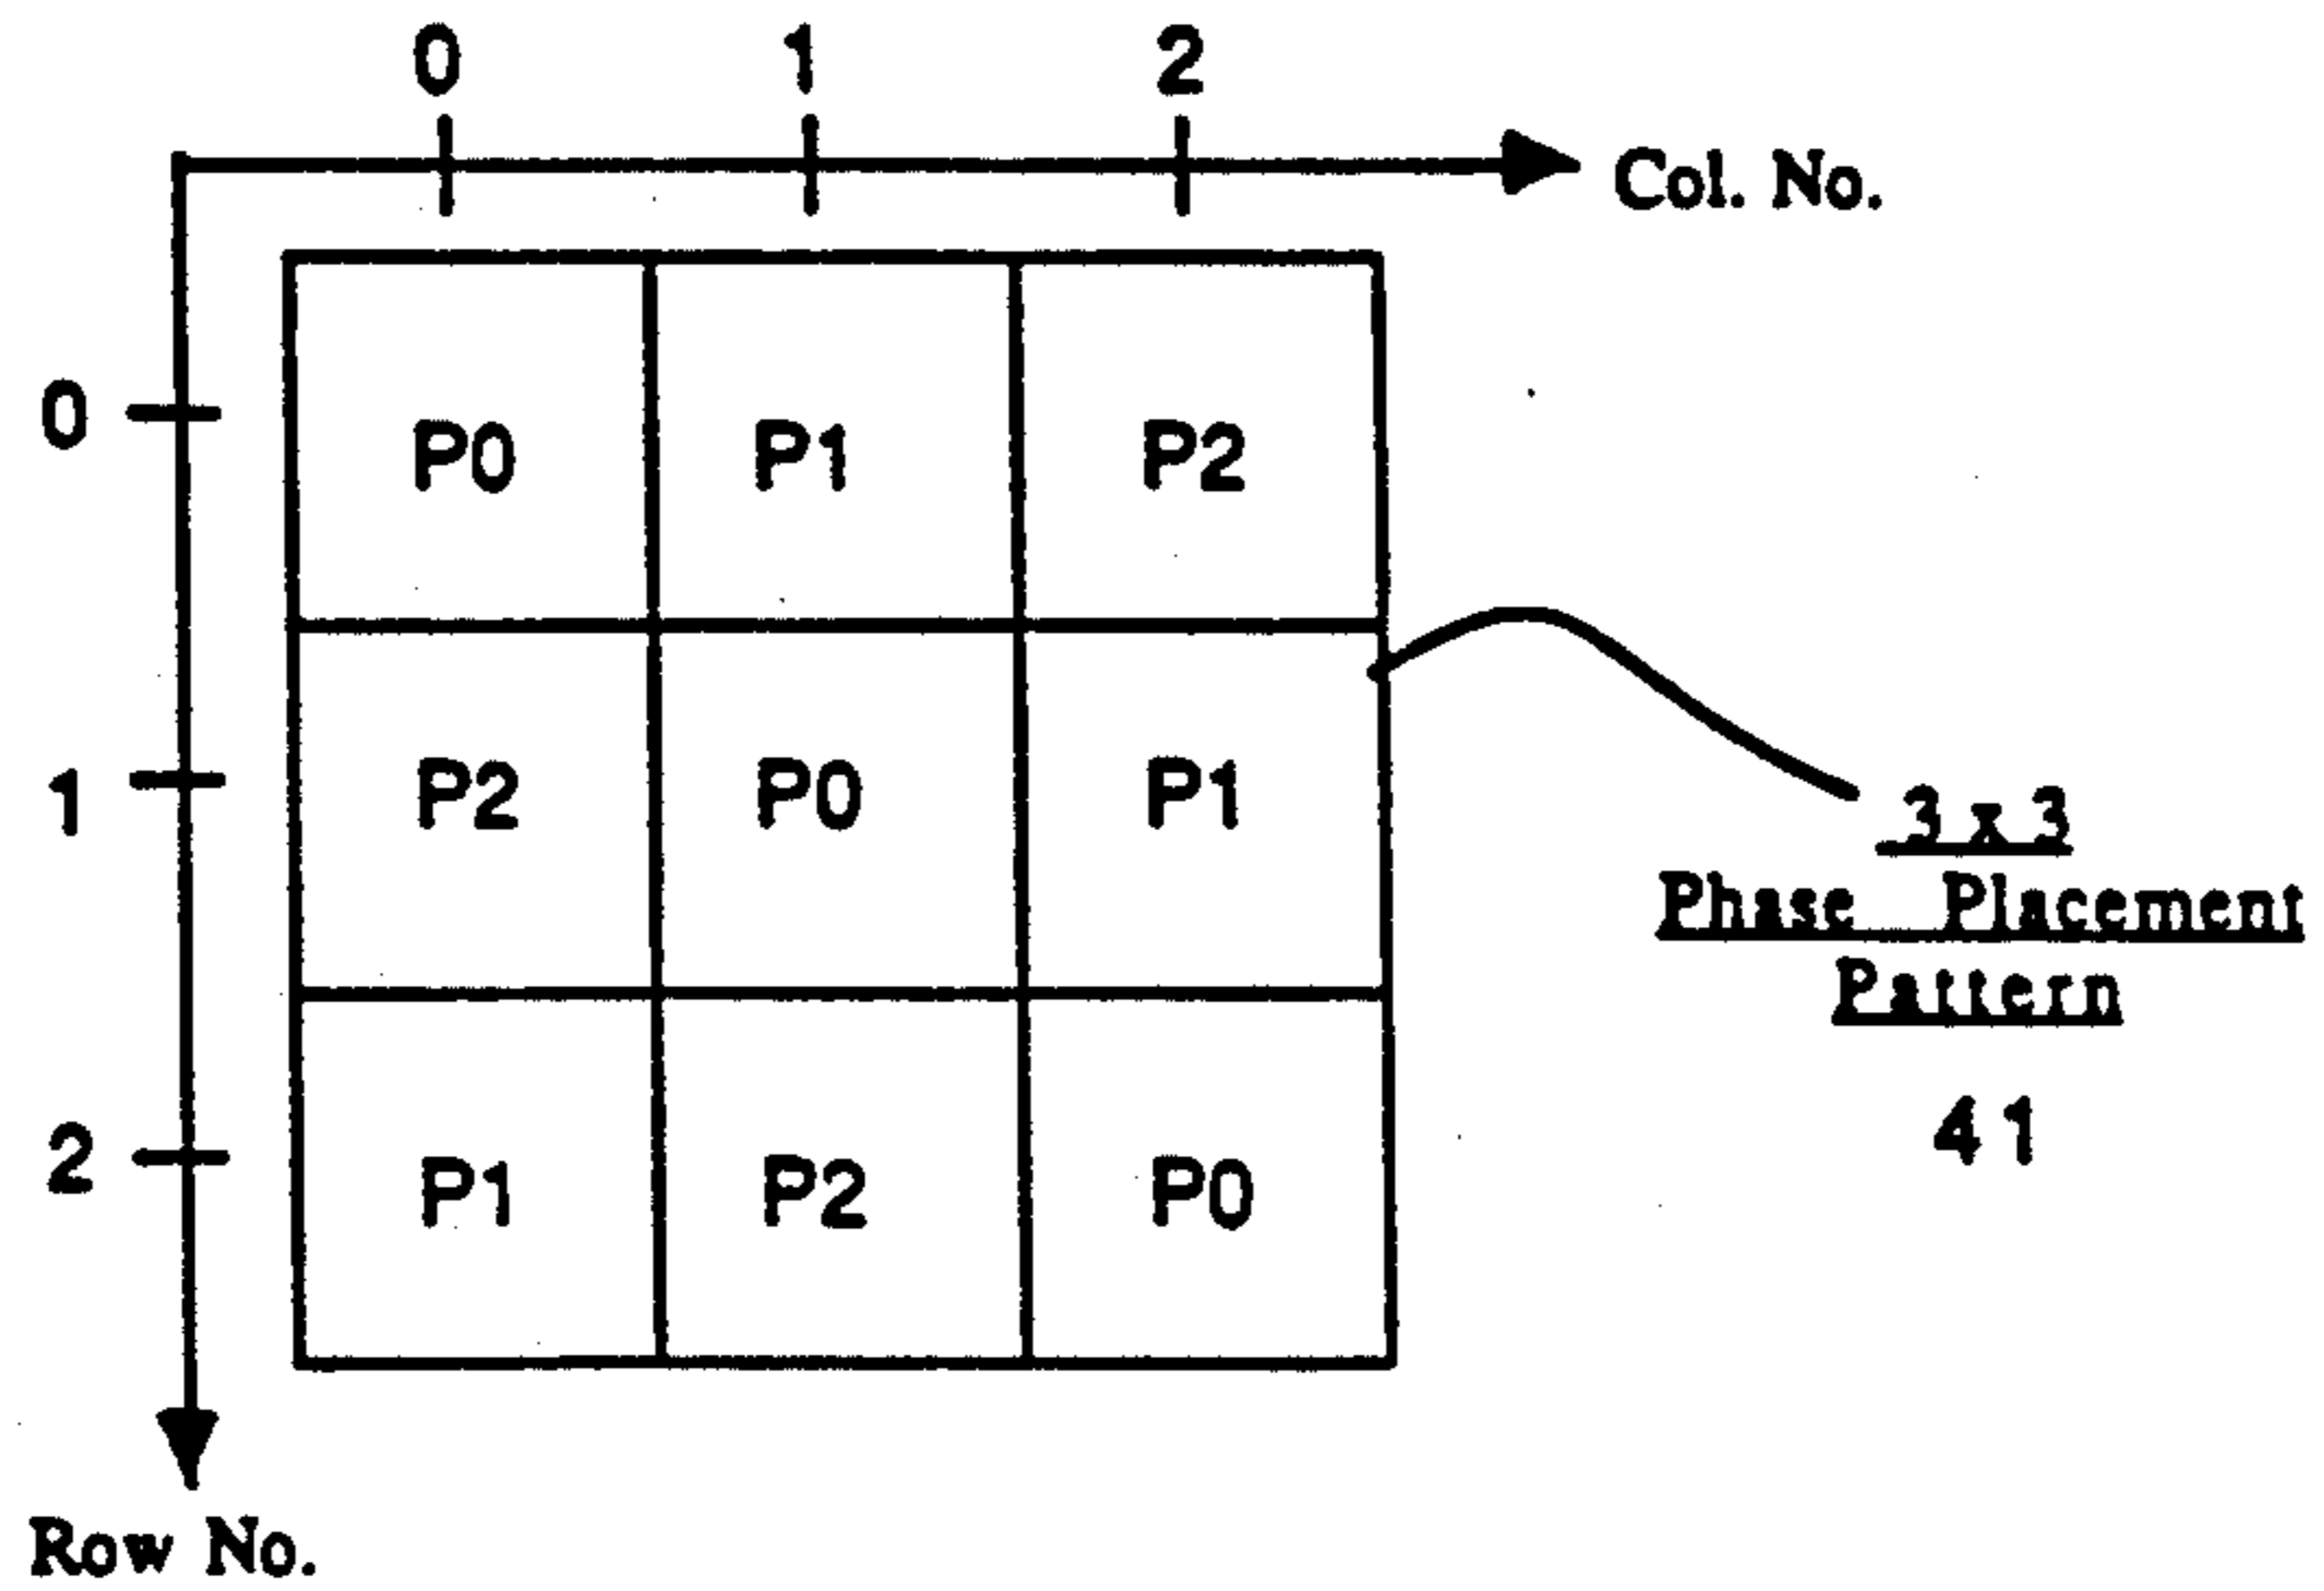 0 1 2
Col. No.
0 P0 P1 P2
1 P2 P0 P1
3 x 3
Phase Placement
Pattern
41
2 P1 P2 P0
Row No.